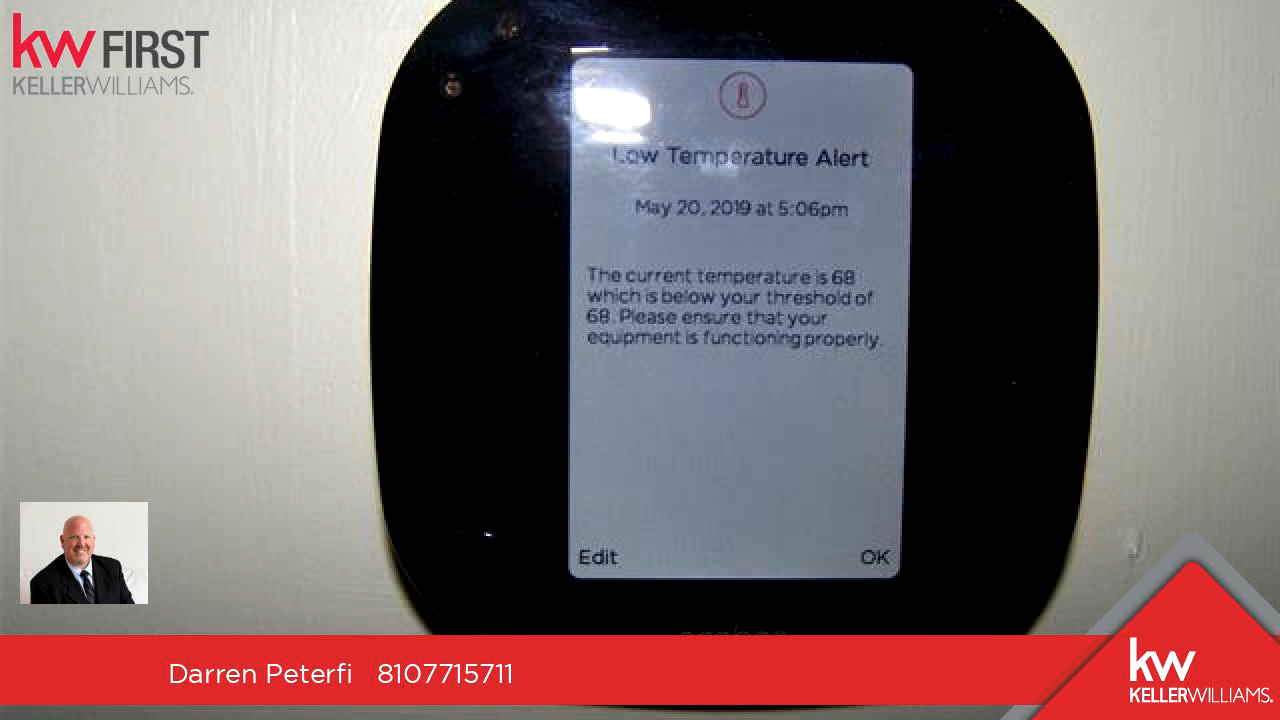 kw FIRST
KELLERWILLIAMS.
Low Temperature Alert
May 20, 2019 at 5:06pm
The current temperature is 68
which is below your threshold of
68. Please ensure that your
equipment is functioning properly.
Edit
OK
Darren Peterfi 8107715711
kw
KELLERWILLIAMS.